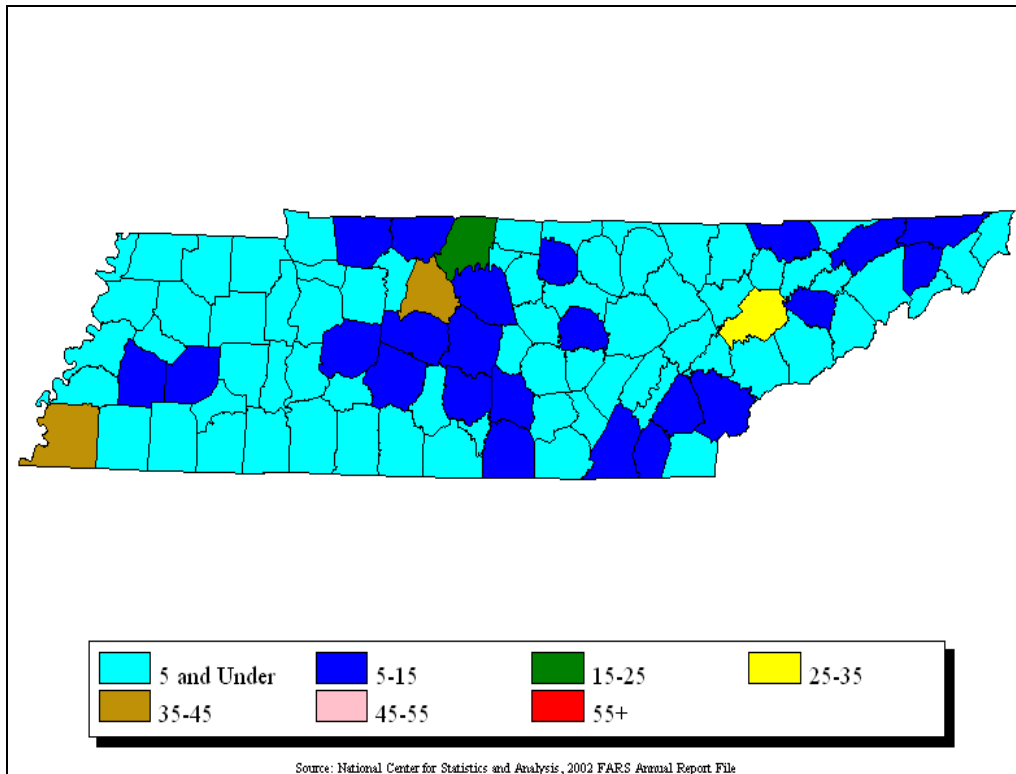 5 and Under 5-15 15-25 25-35
35-45 45-55 55+
Source: National Center for Statistics and Analysis, 2002 FARS Annual Report File